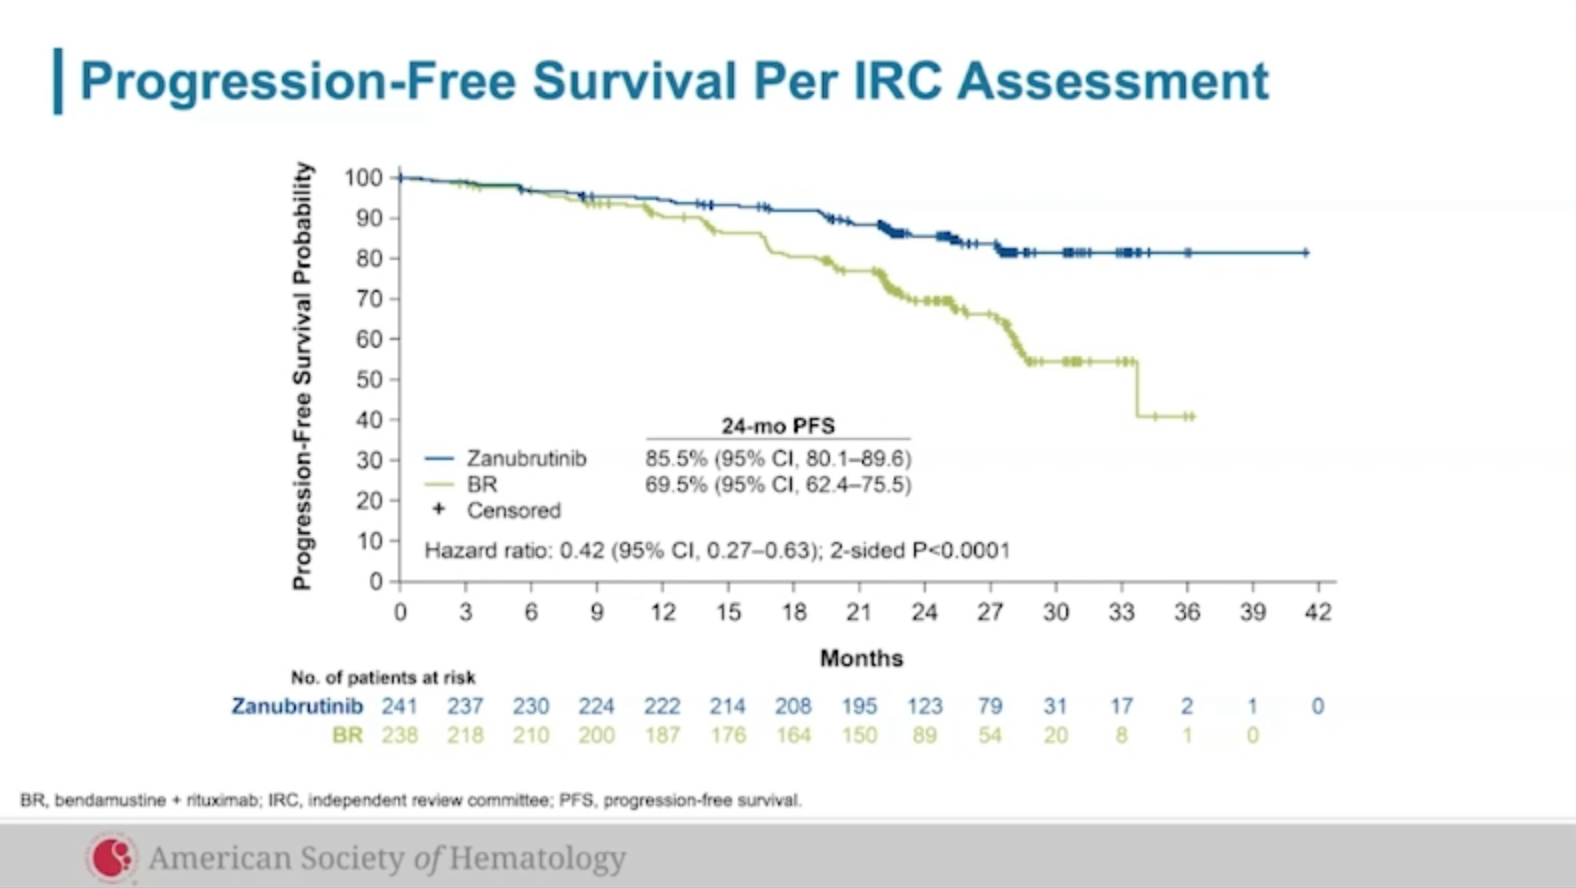 Progression-Free Survival Per IRC Assessment
Progression-Free Survival Probability
100
90
80
70
60
50
40
30
20
10
0
24-mo PFS
Zanubrutinib 85.5% (95% CI, 80.1–89.6)
BR 69.5% (95% CI, 62.4–75.5)
+ Censored
Hazard ratio: 0.42 (95% CI, 0.27–0.63); 2-sided P<0.0001
0 3 6 9 12 15 18 21 24 27 30 33 36 39 42
Months
No. of patients at risk
Zanubrutinib 241 237 230 224 222 214 208 195 123 79 31 17 2 1 0
BR 238 218 210 200 187 176 164 150 89 54 20 8 1 0
BR, bendamustine + rituximab; IRC, independent review committee; PFS, progression-free survival.
American Society of Hematology